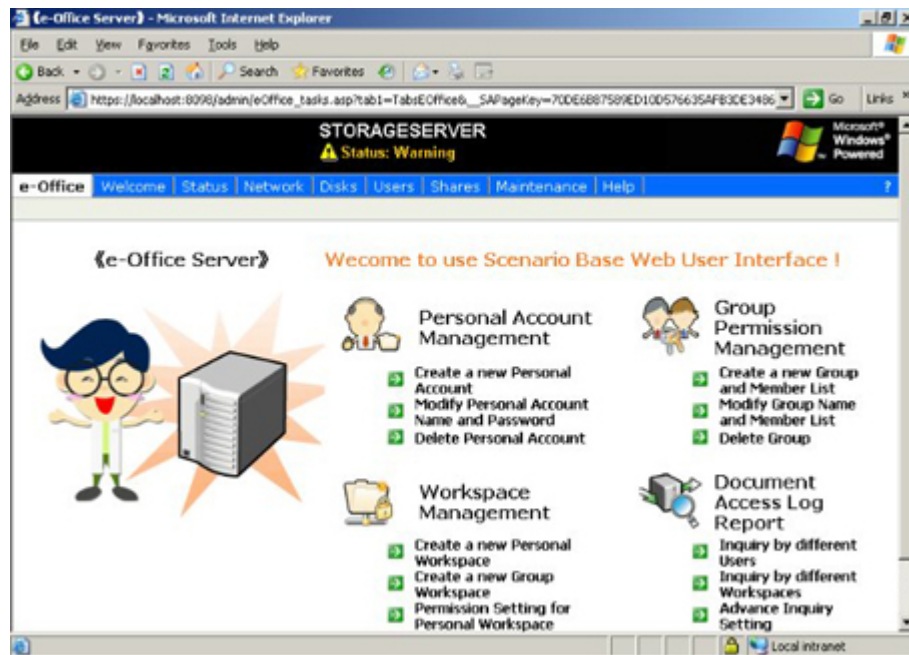 《e-Office Server》 - Microsoft Internet Explorer
File Edit View Favorites Tools Help
Back Search Favorites
Address https://localhost:8098/admin/eOffice_tasks.asp?tab1=TabsEOffice&__SAPageKey=70DE6B87589ED10D576635AFB3DE3486 Go Links
STORAGESERVER
Status: Warning
Microsoft®
Windows®
Powered
e-Office Welcome Status Network Disks Users Shares Maintenance Help ?
《e-Office Server》 Wecome to use Scenario Base Web User Interface !
Personal Account
Management
Create a new Personal
Account
Modify Personal Account
Name and Password
Delete Personal Account
Group
Permission
Management
Create a new Group
and Member List
Modify Group Name
and Member List
Delete Group
Workspace
Management
Create a new Personal
Workspace
Create a new Group
Workspace
Permission Setting for
Personal Workspace
Document
Access Log
Report
Inquiry by different
Users
Inquiry by different
Workspaces
Advance Inquiry
Setting
Local intranet